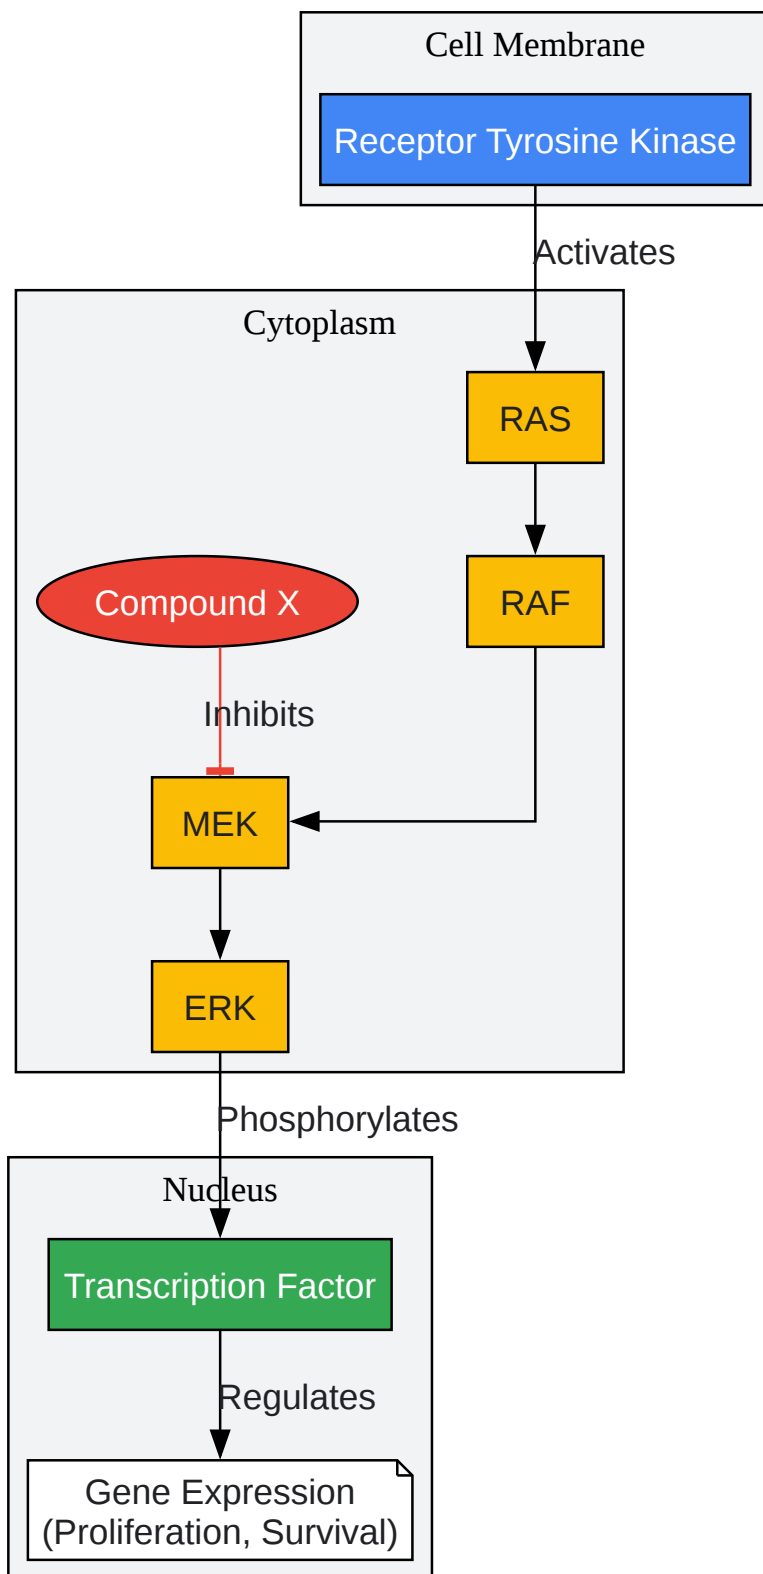 Cell Membrane
Receptor Tyrosine Kinase
Activates
Cytoplasm
RAS
Compound X
RAF
Inhibits
MEK
ERK
Phosphorylates
Nucleus
Transcription Factor
Regulates
Gene Expression
(Proliferation, Survival)